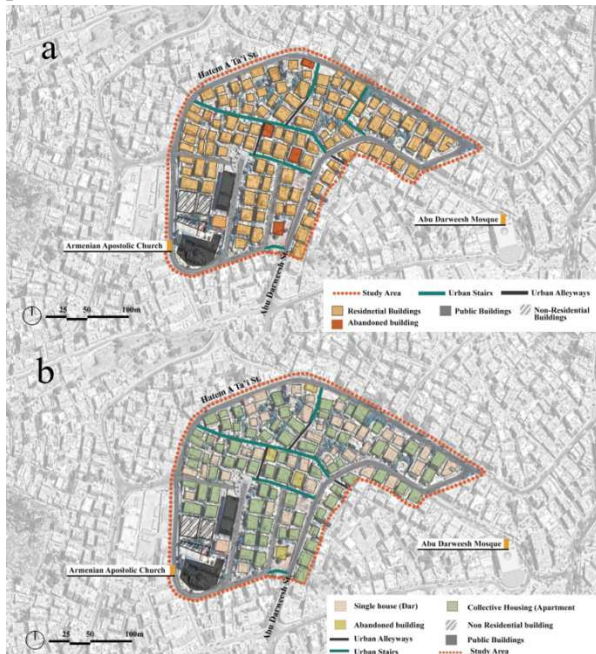 a
Hatem A Ta'i St.
Abu Darweesh Mosque
Armenian Apostolic Church
Abu Darweesh St.
Study Area
Urban Stairs
Urban Alleyways
Residnetial Buildings
Public Buildings
Non-Residential
Buildings
Abandoned building
25 50 100m
b
Hatem A Ta'i St.
Abu Darweesh Mosque
Armenian Apostolic Church
Abu Darweesh St.
Single house (Dar)
Collective Housing (Apartment
Abandoned building
Non Residential building
Urban Alleyways
Public Buildings
Urban Stairs
Study Area
25 50 100m